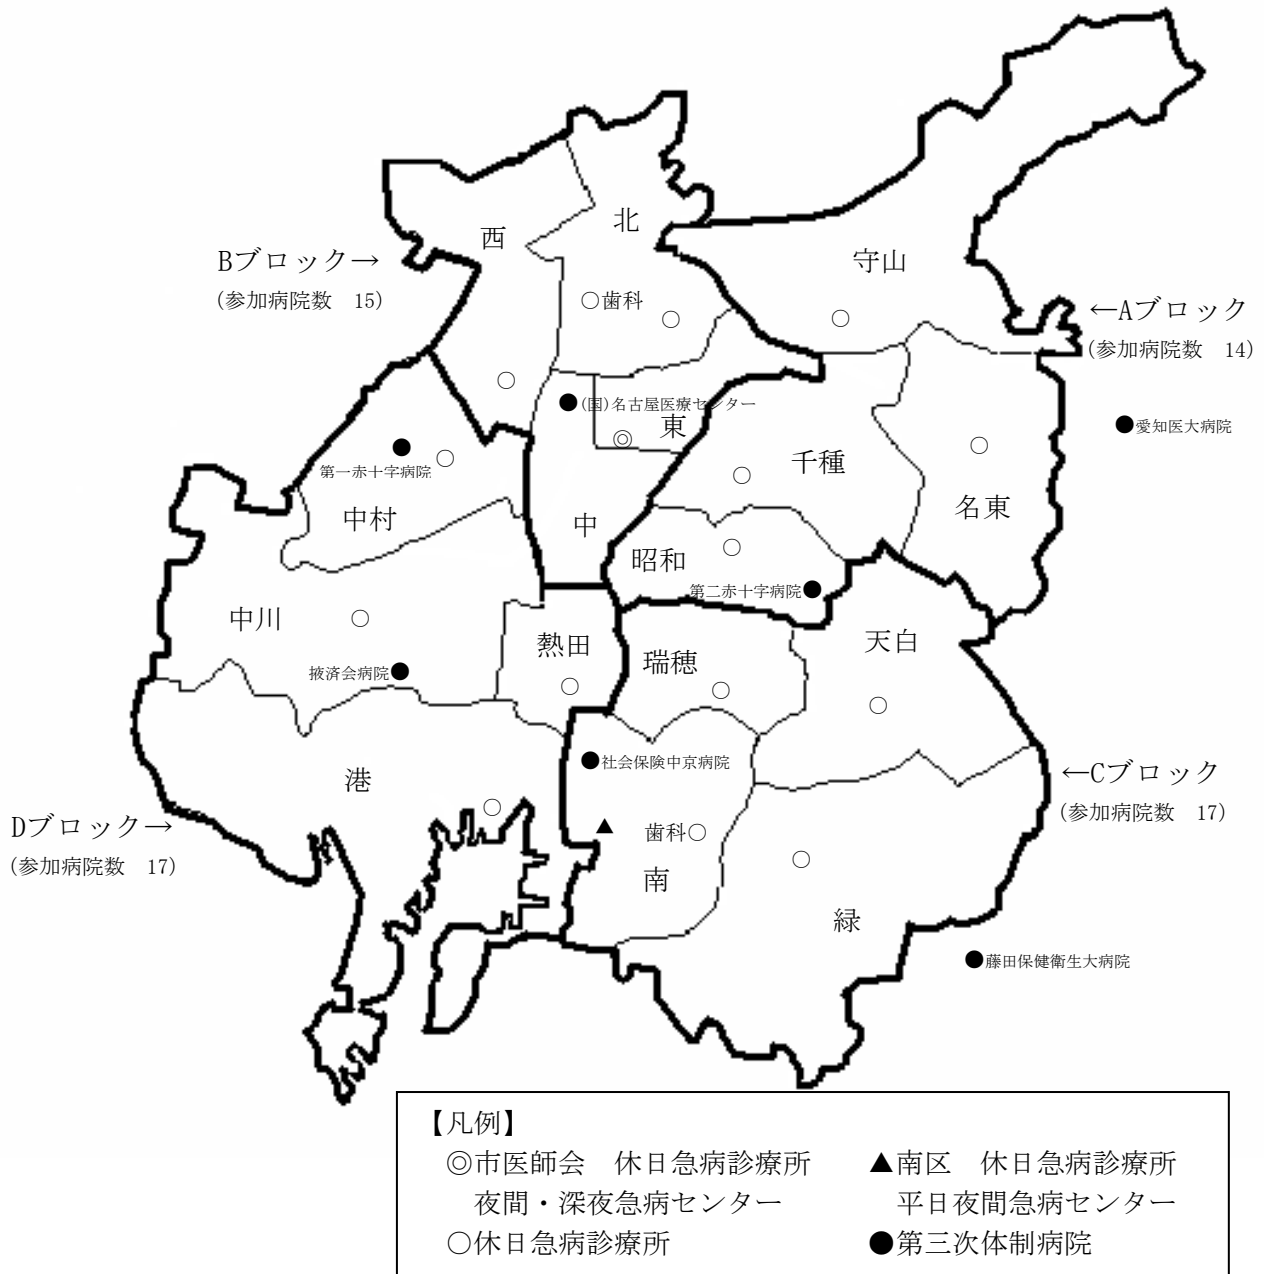 北
西
Bブロック→
(参加病院数 15)
守山
○歯科
←Aブロック
(参加病院数 14)
●(国)名古屋医療センター
東
◎
●愛知医大病院
千種
第一赤十字病院
名東
中村
中
昭和
第二赤十字病院
中川
熱田
天白
瑞穂
掖済会病院●
●社会保険中京病院
←Cブロック
(参加病院数 17)
港
Dブロック→
(参加病院数 17)
▲
歯科○
南
緑
●藤田保健衛生大病院
【凡例】
◎市医師会 休日急病診療所 ▲南区 休日急病診療所
夜間・深夜急病センター 平日夜間急病センター
○休日急病診療所 ●第三次体制病院